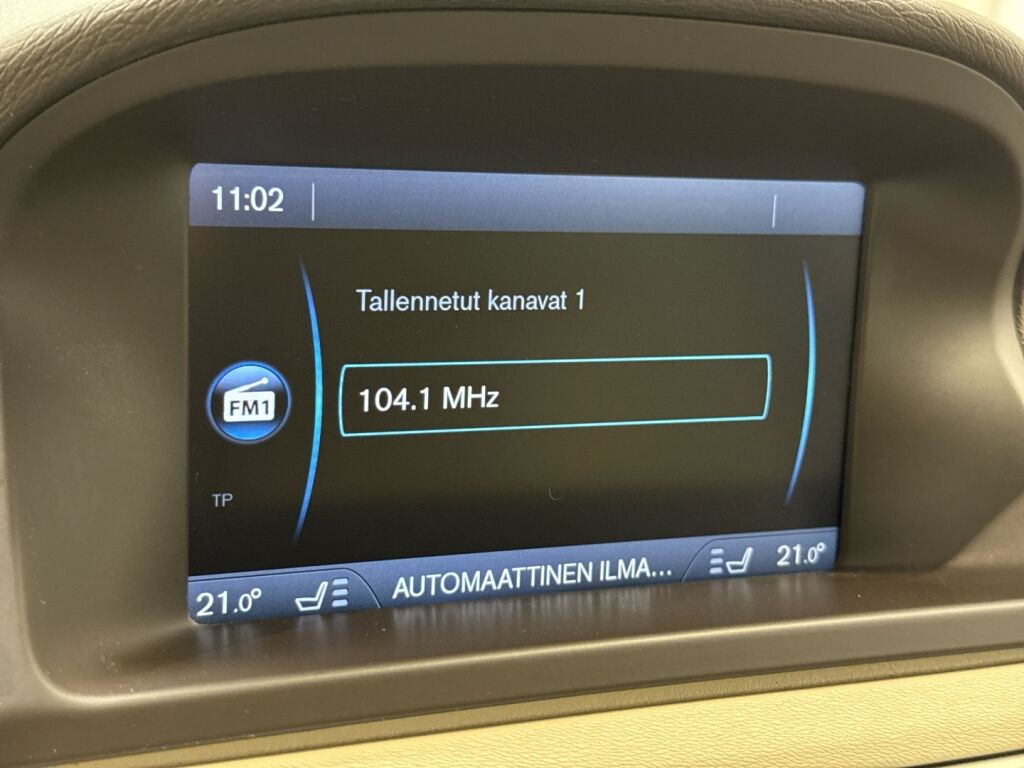 11:02
Tallennetut kanavat 1
FM1
104.1 MHz
TP
21.0°
AUTOMAATTINEN ILMA...
21.0°